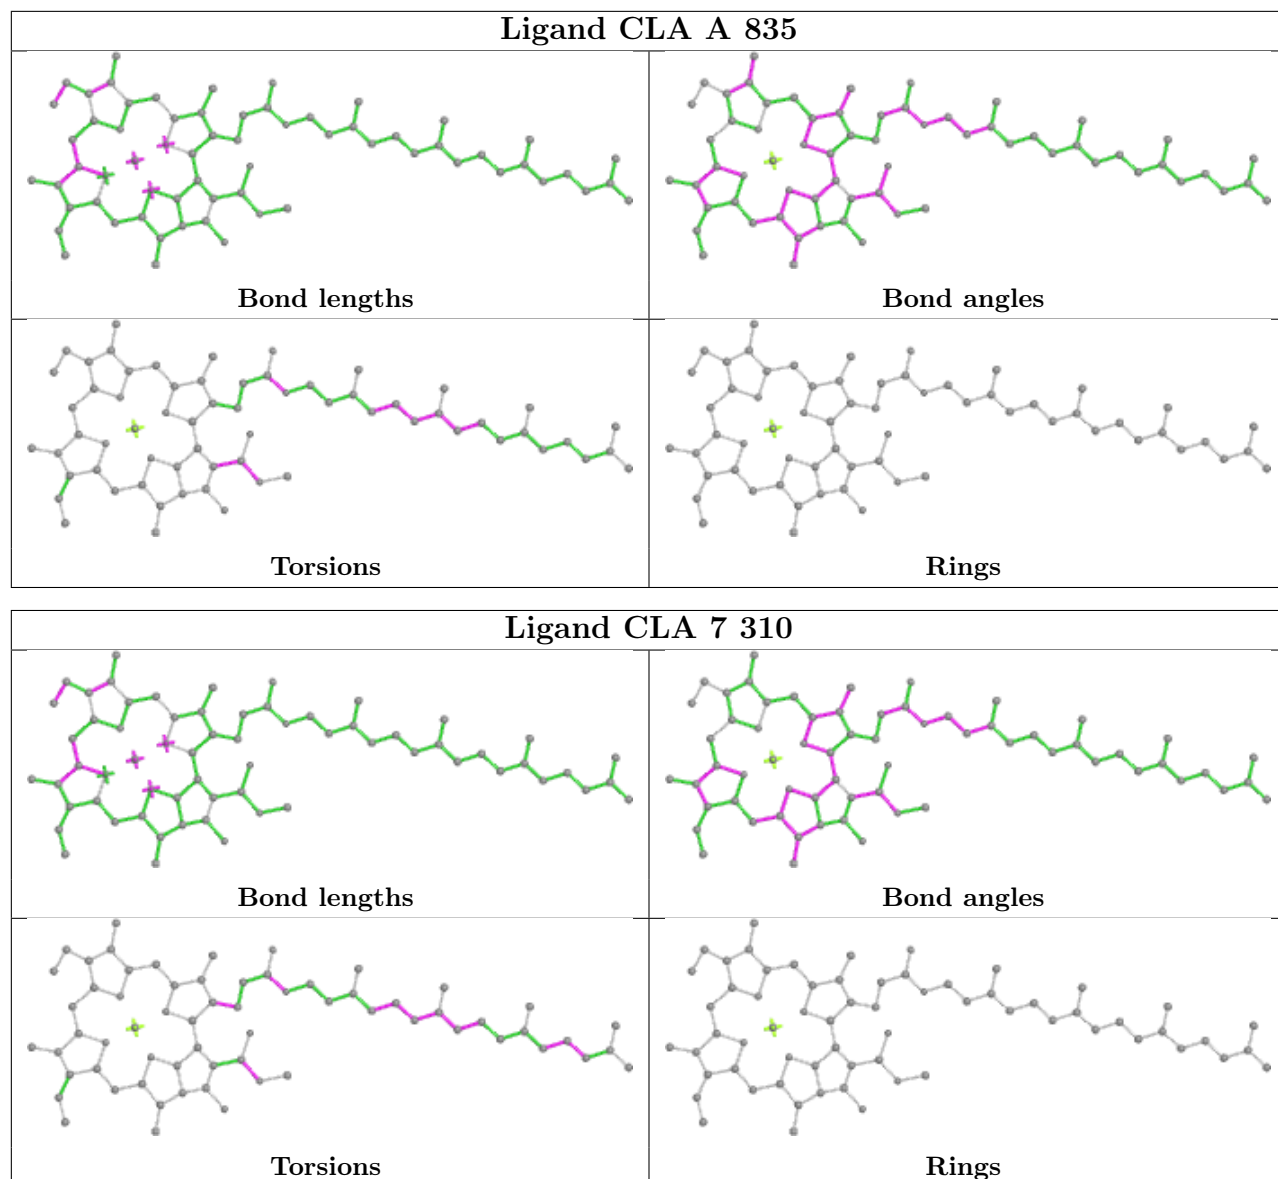 Ligand CLA A 835
Bond lengths
Bond angles
Torsions
Rings
Ligand CLA 7 310
Bond lengths
Bond angles
Torsions
Rings